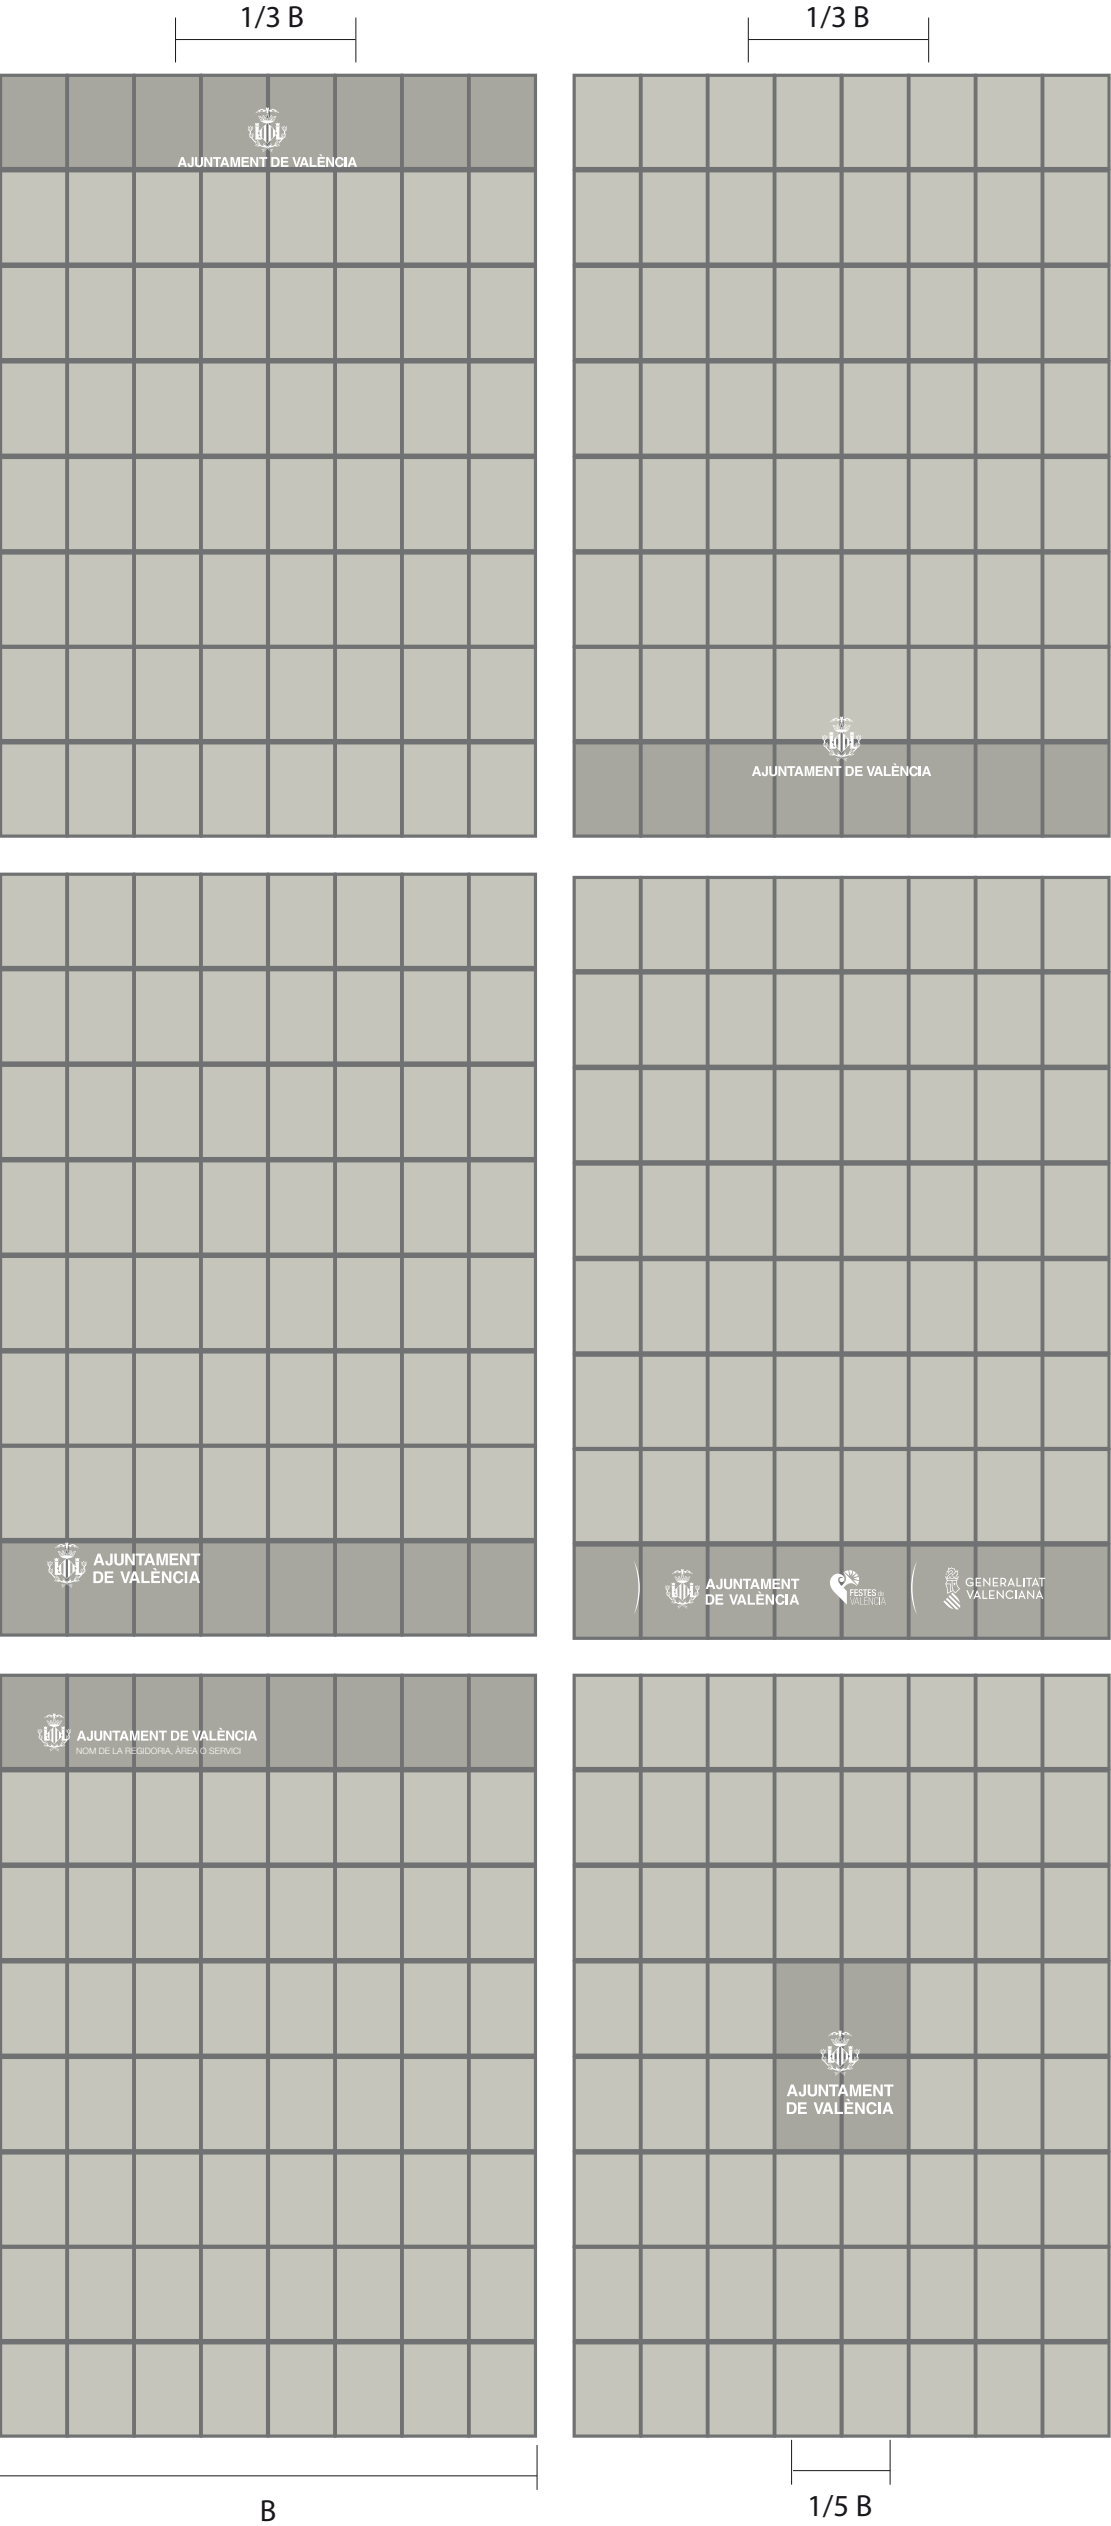 1/3 B
1/3 B
AJUNTAMENT DE VALÈNCIA
AJUNTAMENT DE VALÈNCIA
AJUNTAMENT
DE VALÈNCIA
AJUNTAMENT
DE VALÈNCIA
FESTES de
VALÈNCIA
GENERALITAT
VALENCIANA
AJUNTAMENT DE VALÈNCIA
NOM DE LA REGIDORIA, ÀREA O SERVICI
AJUNTAMENT
DE VALÈNCIA
B
1/5 B